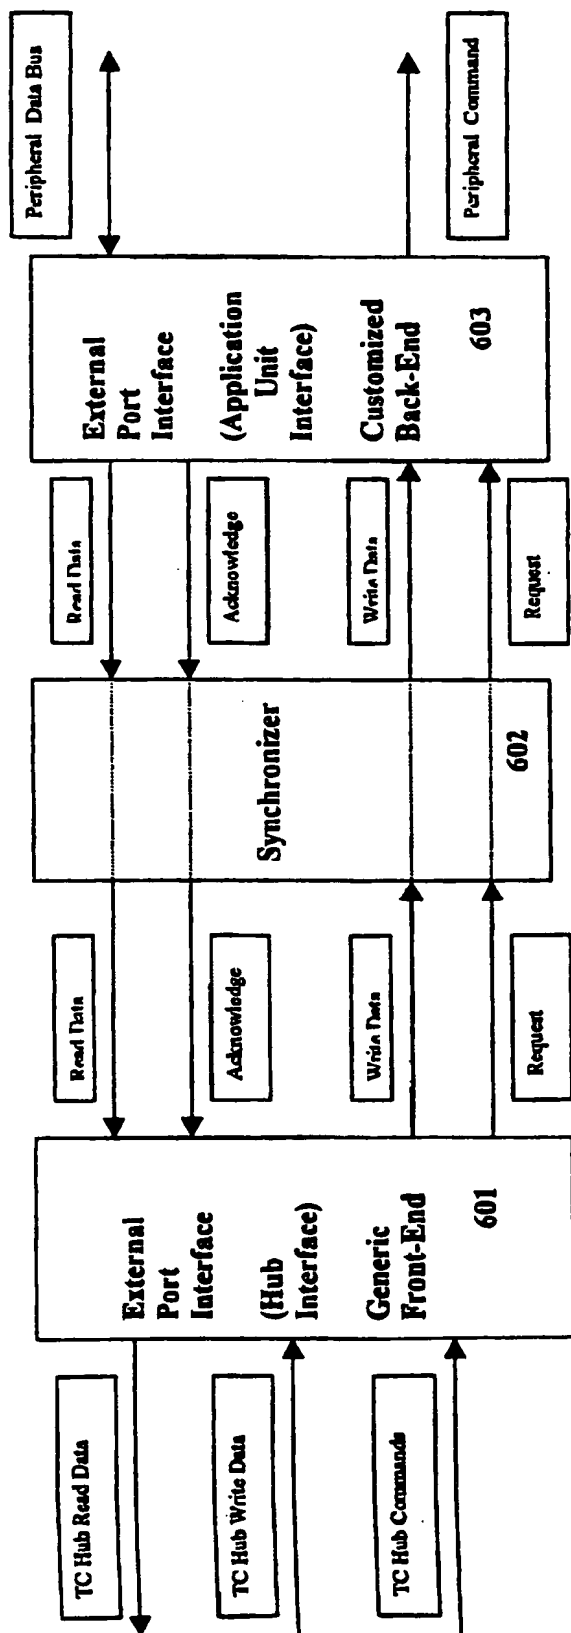 TC Hub Read Data
TC Hub Write Data
TC Hub Commands
External
Port
Interface
(Hub
Interface)
Generic
Front-End
601
Read Data
Acknowledge
Write Data
Request
Synchronizer
602
Read Data
Acknowledge
Write Data
Request
External
Port
Interface
(Application
Unit
Interface)
Customized
Back-End
603
Peripheral Data Bus
Peripheral Command